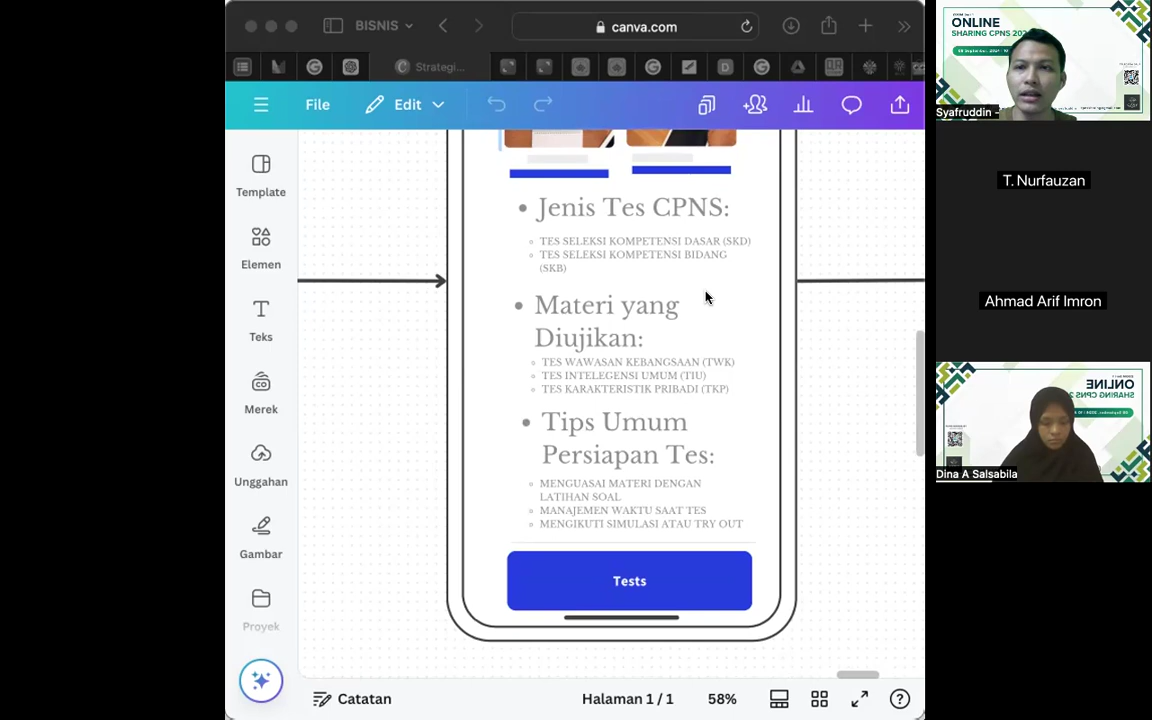 BISNIS
canva.com
Strategi...
File
Edit
Template
Elemen
Teks
Merek
Unggahan
Gambar
Proyek
• Jenis Tes CPNS:
TES SELEKSI KOMPETENSI DASAR (SKD)
TES SELEKSI KOMPETENSI BIDANG
(SKB)
• Materi yang
Diujikan:
TES WAWASAN KEBANGSAAN (TWK)
TES INTELEGENSI UMUM (TIU)
TES KARAKTERISTIK PRIBADI (TKP)
• Tips Umum
Persiapan Tes:
MENGUASAI MATERI DENGAN
LATIHAN SOAL
MANAJEMEN WAKTU SAAT TES
MENGIKUTI SIMULASI ATAU TRY OUT
Tests
Catatan
Halaman 1 / 1
58%
ONLINE
SHARING CPNS 202
Syafruddin -
T. Nurfauzan
Ahmad Arif Imron
ONLINE
SHARING CPNS 2
Dina A Salsabila